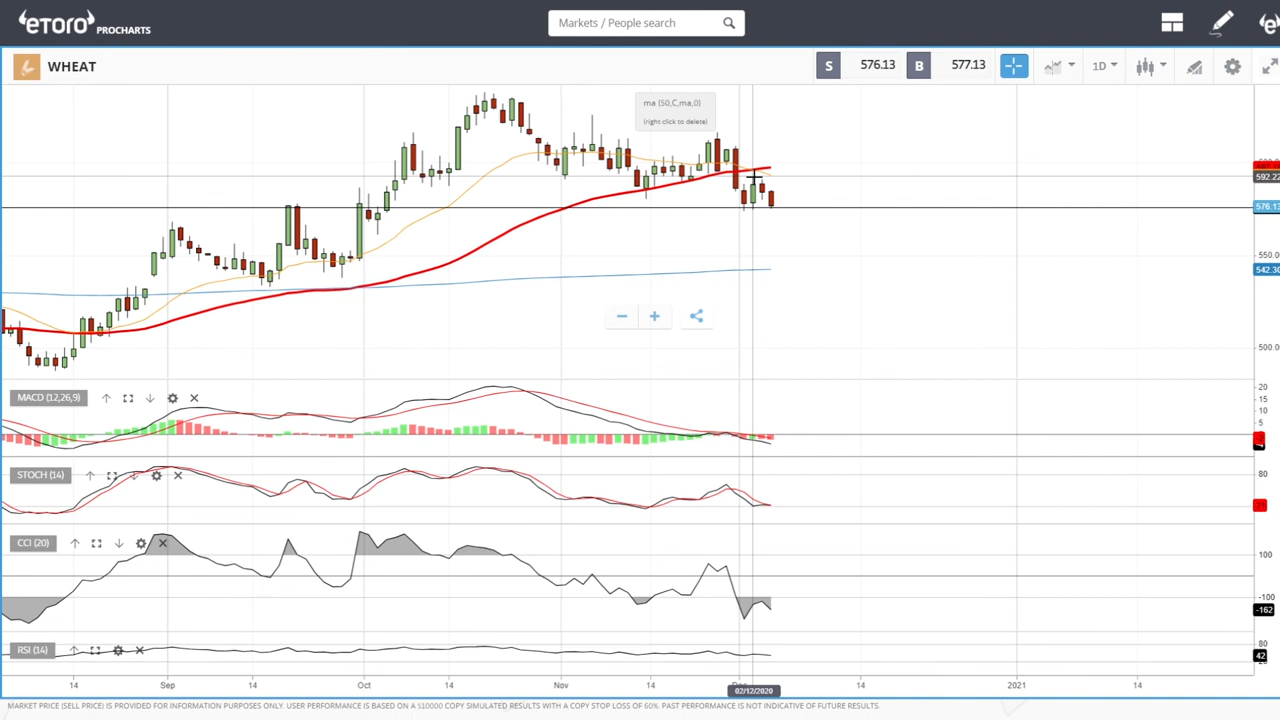 eToro PROCHARTS
Markets / People search
WHEAT
S 576.13 B 577.13
1D
ma (50,C,ma,0)
(right click to delete)
592.22
576.13
550.00
542.30
500.00
MACD (12,26,9)
20
15
10
5
STOCH (14)
80
CCI (20)
100
-100
-162
RSI (14)
80
42
14 Sep 14 Oct 14 Nov 14 02/12/2020 14 2021 14
MARKET PRICE (SELL PRICE) IS PROVIDED FOR INFORMATION PURPOSES ONLY. USER PERFORMANCE IS BASED ON A $10000 COPY SIMULATED RESULTS WITH A COPY STOP LOSS OF 60%. PAST PERFORMANCE IS NOT INDICATIVE OF FUTURE RESULTS.